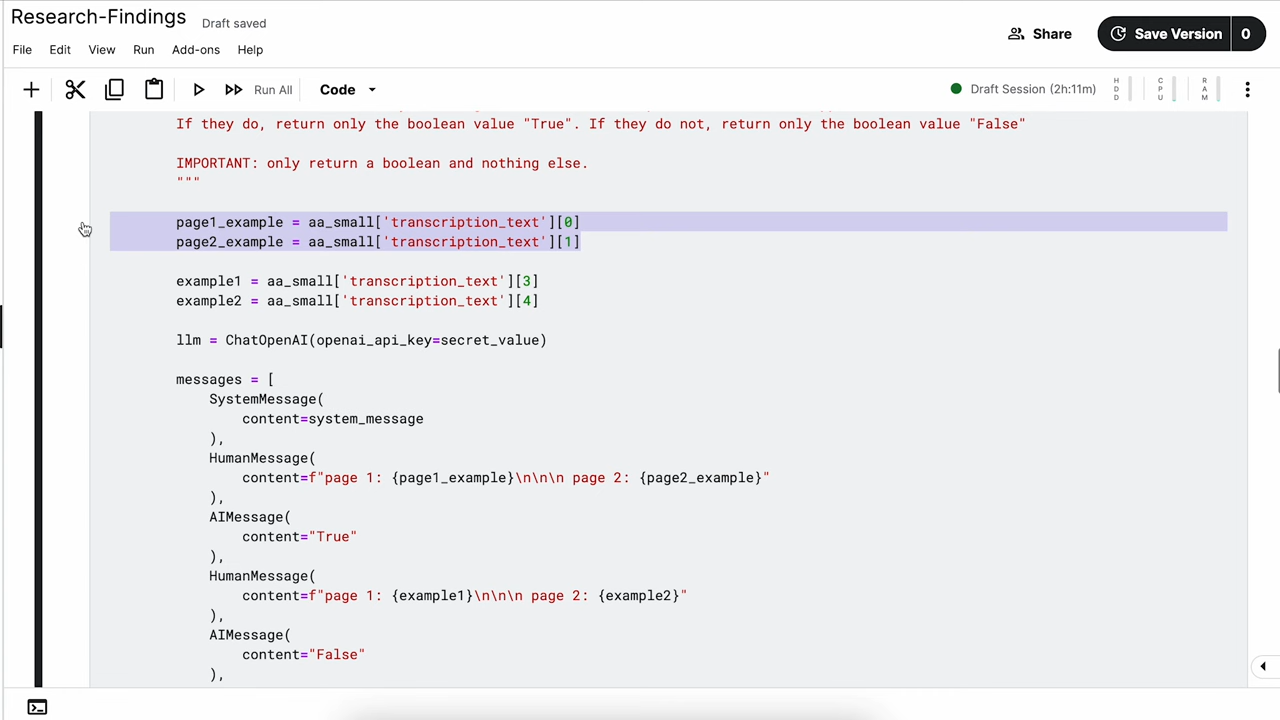 Research-Findings Draft saved
Share
Save Version 0
File Edit View Run Add-ons Help
Run All Code
Draft Session (2h:11m) HDD CPU RAM
If they do, return only the boolean value "True". If they do not, return only the boolean value "False"
IMPORTANT: only return a boolean and nothing else.
"""
page1_example = aa_small['transcription_text'][0]
page2_example = aa_small['transcription_text'][1]
example1 = aa_small['transcription_text'][3]
example2 = aa_small['transcription_text'][4]
llm = ChatOpenAI(openai_api_key=secret_value)
messages = [
SystemMessage(
content=system_message
),
HumanMessage(
content=f"page 1: {page1_example}\n\n\n page 2: {page2_example}"
),
AIMessage(
content="True"
),
HumanMessage(
content=f"page 1: {example1}\n\n\n page 2: {example2}"
),
AIMessage(
content="False"
),